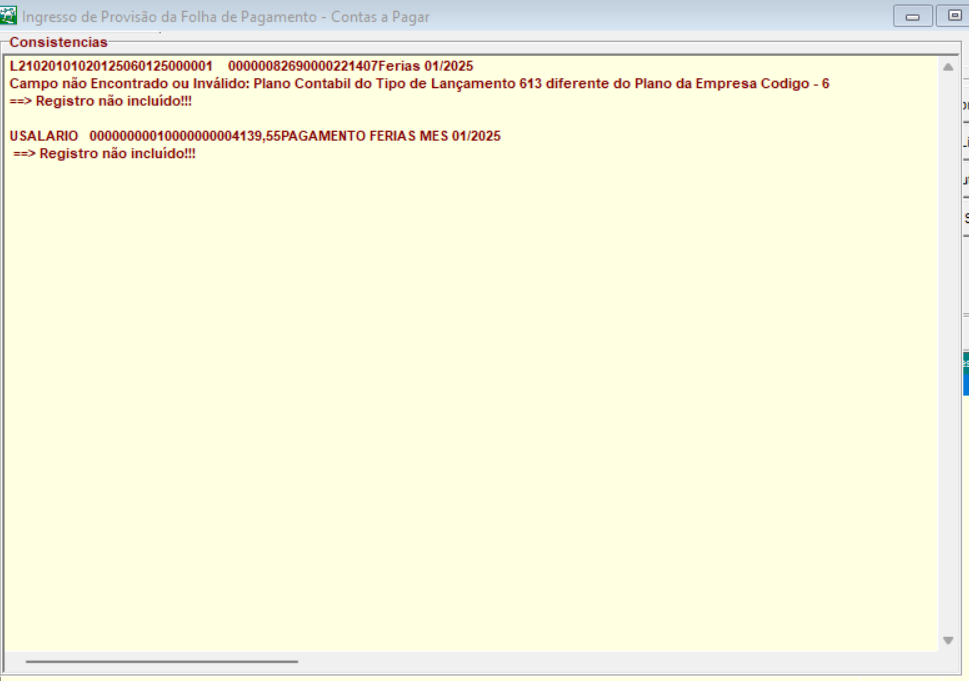 Ingresso de Provisão da Folha de Pagamento - Contas a Pagar
Consistencias
L21020101020125060125000001    00000082690000221407Ferias 01/2025
Campo não Encontrado ou Inválido: Plano Contabil do Tipo de Lançamento 613 diferente do Plano da Empresa Codigo - 6
==> Registro não incluído!!!
USALARIO   00000000010000000004139,55PAGAMENTO FERIAS MES 01/2025
==> Registro não incluído!!!